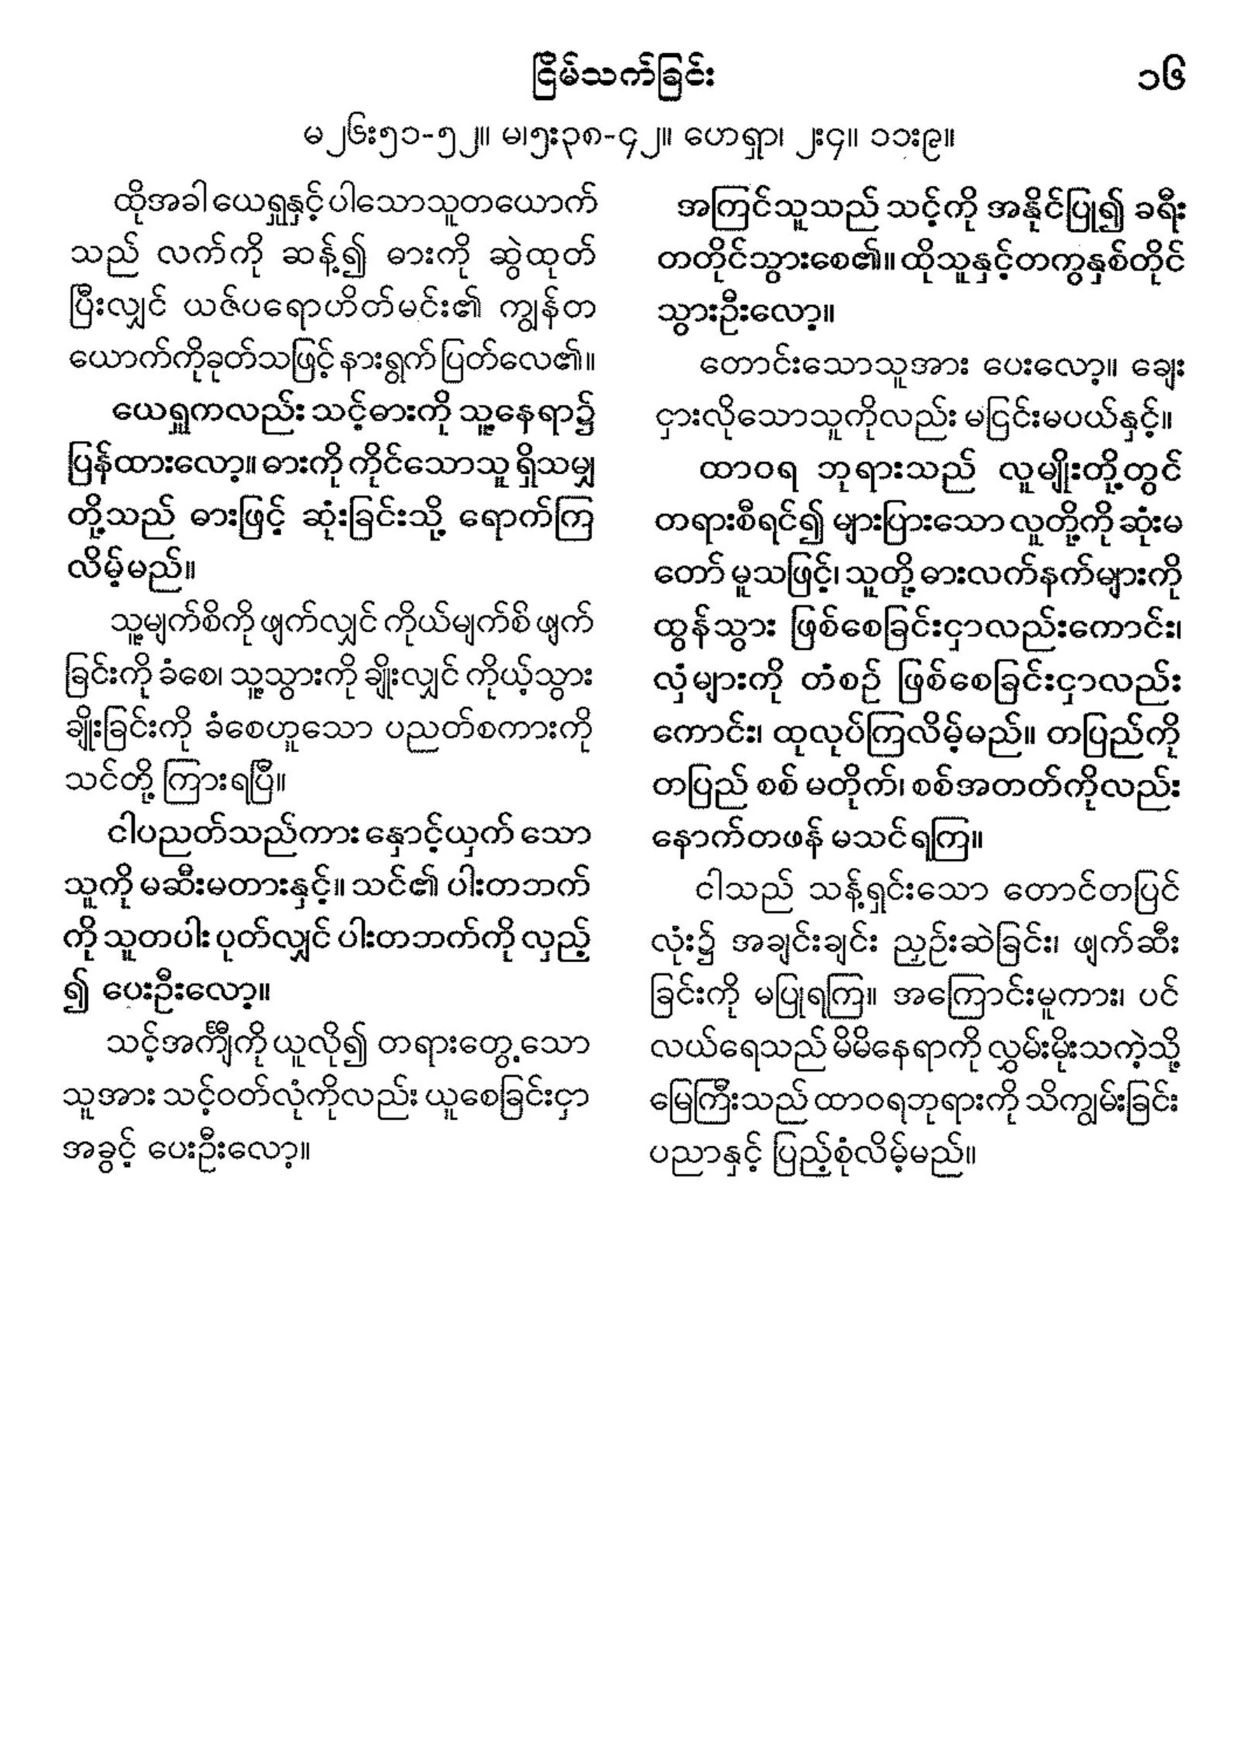 ငြိမ်သက်ခြင်း
၁၆
မ၂၆း၅၁-၅၂။ မ၊၅း၃၈-၄၂။ ဟေရှာ၊ ၂း၄။ ၁၁း၉။
ထိုအခါ ယေရှုနှင့် ပါသောသူတယောက်
သည် လက်ကို ဆန့်၍ ဓားကို ဆွဲထုတ်
ပြီးလျှင် ယဇ်ပရောဟိတ်မင်း၏ ကျွန်တ
ယောက်ကိုခုတ်သဖြင့် နားရွက် ပြတ်လေ၏။
ယေရှုကလည်း သင့်ဓားကို သူ့နေရာ၌
ပြန်ထားလော့။ ဓားကို ကိုင်သောသူ ရှိသမျှ
တို့သည် ဓားဖြင့် ဆုံးခြင်းသို့ ရောက်ကြ
လိမ့်မည်။
သူ့မျက်စိကို ဖျက်လျှင် ကိုယ်မျက်စိ ဖျက်
ခြင်းကို ခံစေ၊ သူ့သွားကို ချိုးလျှင် ကိုယ့်သွား
ချိုးခြင်းကို ခံစေဟူသော ပညတ်စကားကို
သင်တို့ ကြားရပြီ။
ငါပညတ်သည်ကား နှောင့်ယှက် သော
သူကို မဆီးမတားနှင့်။ သင်၏ ပါးတဘက်
ကို သူတပါး ပုတ်လျှင် ပါးတဘက်ကို လှည့်
၍ ပေးဦးလော့။
သင့်အင်္ကျီကို ယူလို၍ တရားတွေ့သော
သူအား သင့်ဝတ်လုံကိုလည်း ယူစေခြင်းငှာ
အခွင့် ပေးဦးလော့။
အကြင်သူသည် သင့်ကို အနိုင်ပြု၍ ခရီး
တတိုင်သွားစေ၏။ ထိုသူနှင့်တကွနှစ်တိုင်
သွားဦးလော့။
တောင်းသောသူအား ပေးလော့။ ချေး
ငှားလိုသောသူကိုလည်း မငြင်းမပယ်နှင့်။
ထာဝရ ဘုရားသည် လူမျိုးတို့တွင်
တရားစီရင်၍ များပြားသော လူတို့ကို ဆုံးမ
တော် မူသဖြင့်၊ သူတို့ ဓားလက်နက်များကို
ထွန်သွား ဖြစ်စေခြင်းငှာလည်းကောင်း၊
လှံများကို တံစဉ် ဖြစ်စေခြင်းငှာလည်း
ကောင်း၊ ထုလုပ်ကြလိမ့်မည်။ တပြည်ကို
တပြည် စစ် မတိုက်၊ စစ်အတတ်ကိုလည်း
နောက်တဖန် မသင်ရကြ။
ငါသည် သန့်ရှင်းသော တောင်တပြင်
လုံး၌ အချင်းချင်း ညှဉ်းဆဲခြင်း၊ ဖျက်ဆီး
ခြင်းကို မပြုရကြ။ အကြောင်းမူကား၊ ပင်
လယ်ရေသည် မိမိနေရာကို လွှမ်းမိုးသကဲ့သို့
မြေကြီးသည် ထာဝရဘုရားကို သိကျွမ်းခြင်း
ပညာနှင့် ပြည့်စုံလိမ့်မည်။